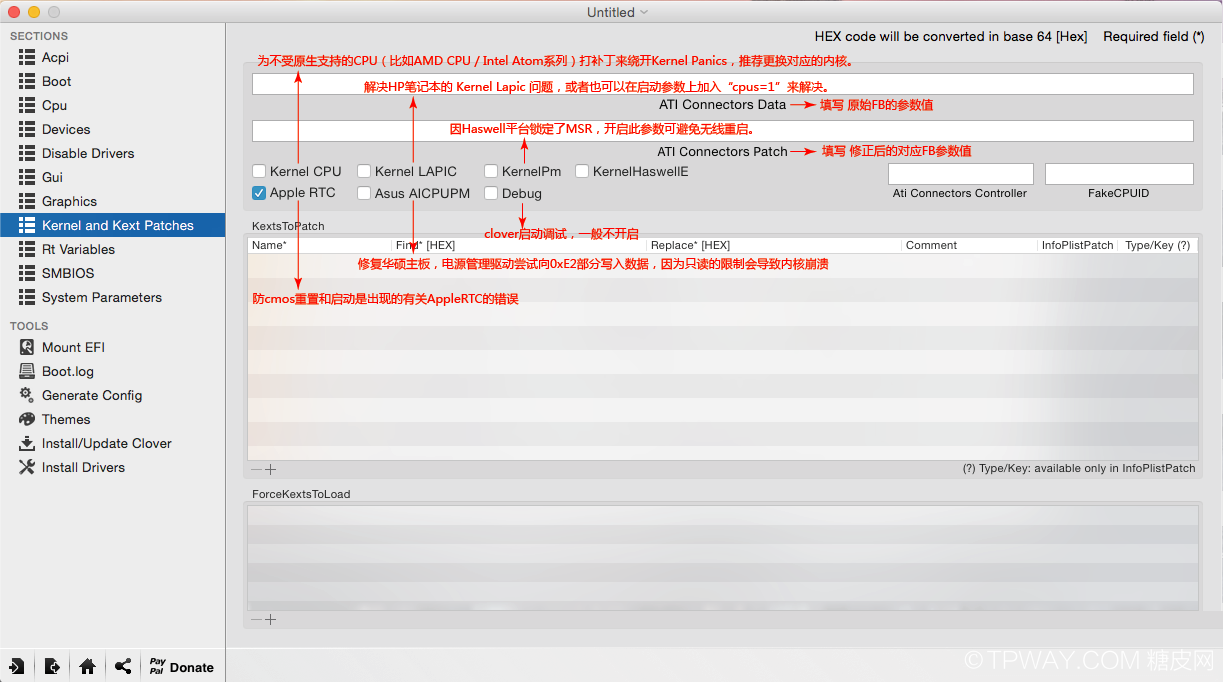 Untitled
SECTIONS
Acpi
Boot
Cpu
Devices
Disable Drivers
Gui
Graphics
Kernel and Kext Patches
Rt Variables
SMBIOS
System Parameters
TOOLS
Mount EFI
Boot.log
Generate Config
Themes
Install/Update Clover
Install Drivers
Pay Pal Donate
HEX code will be converted in base 64 [Hex] Required field (*)
为不受原生支持的CPU（比如AMD CPU / Intel Atom系列）打补丁来绕开Kernel Panics，推荐更换对应的内核。
解决HP笔记本的 Kernel Lapic 问题，或者也可以在启动参数上加入“cpus=1”来解决。
ATI Connectors Data 填写 原始FB的参数值
因Haswell平台锁定了MSR，开启此参数可避免无线重启。
ATI Connectors Patch 填写 修正后的对应FB参数值
Kernel CPU Kernel LAPIC KernelPm KernelHaswellE
Apple RTC Asus AICPUPM Debug Ati Connectors Controller FakeCPUID
KextsToPatch
clover启动调试，一般不开启
Name* Find* [HEX] Replace* [HEX] Comment InfoPlistPatch Type/Key (?)
修复华硕主板，电源管理驱动尝试向0xE2部分写入数据，因为只读的限制会导致内核崩溃
防cmos重置和启动是出现的有关AppleRTC的错误
(?) Type/Key: available only in InfoPlistPatch
ForceKextsToLoad
©TPWAY.COM 糖皮网